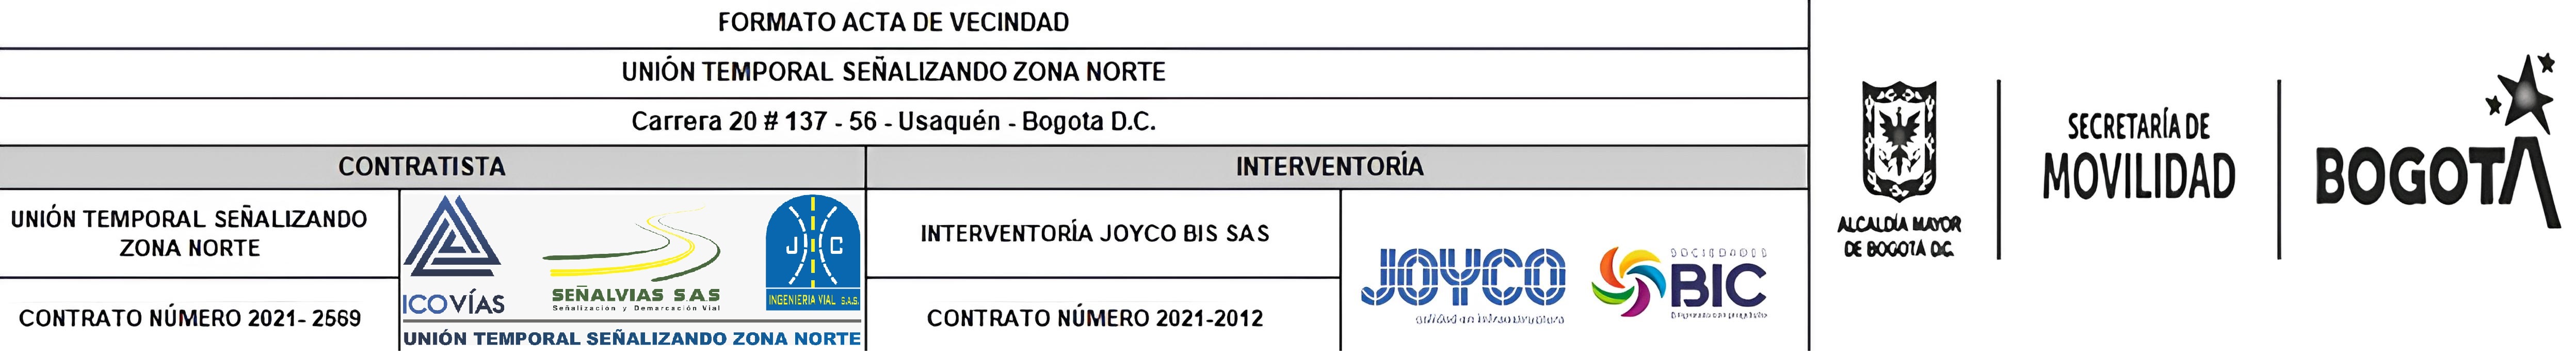 FORMATO ACTA DE VECINDAD
UNIÓN TEMPORAL SEÑALIZANDO ZONA NORTE
Carrera 20 # 137 - 56 - Usaquén - Bogota D.C.
CONTRATISTA
INTERVENTORÍA
UNIÓN TEMPORAL SEÑALIZANDO
ZONA NORTE
CONTRATO NÚMERO 2021- 2569
ICOVÍAS
SEÑALVIAS S.A.S
Señalización y Demarcación Vial
J C
INGENIERIA VIAL S.A.S.
UNIÓN TEMPORAL SEÑALIZANDO ZONA NORTE
INTERVENTORÍA JOYCO BIS SAS
CONTRATO NÚMERO 2021-2012
JOYCO
SOCIEDADES
BIC
ALCALDÍA MAYOR
DE BOGOTÁ D.C.
SECRETARÍA DE
MOVILIDAD
BOGOTÁ